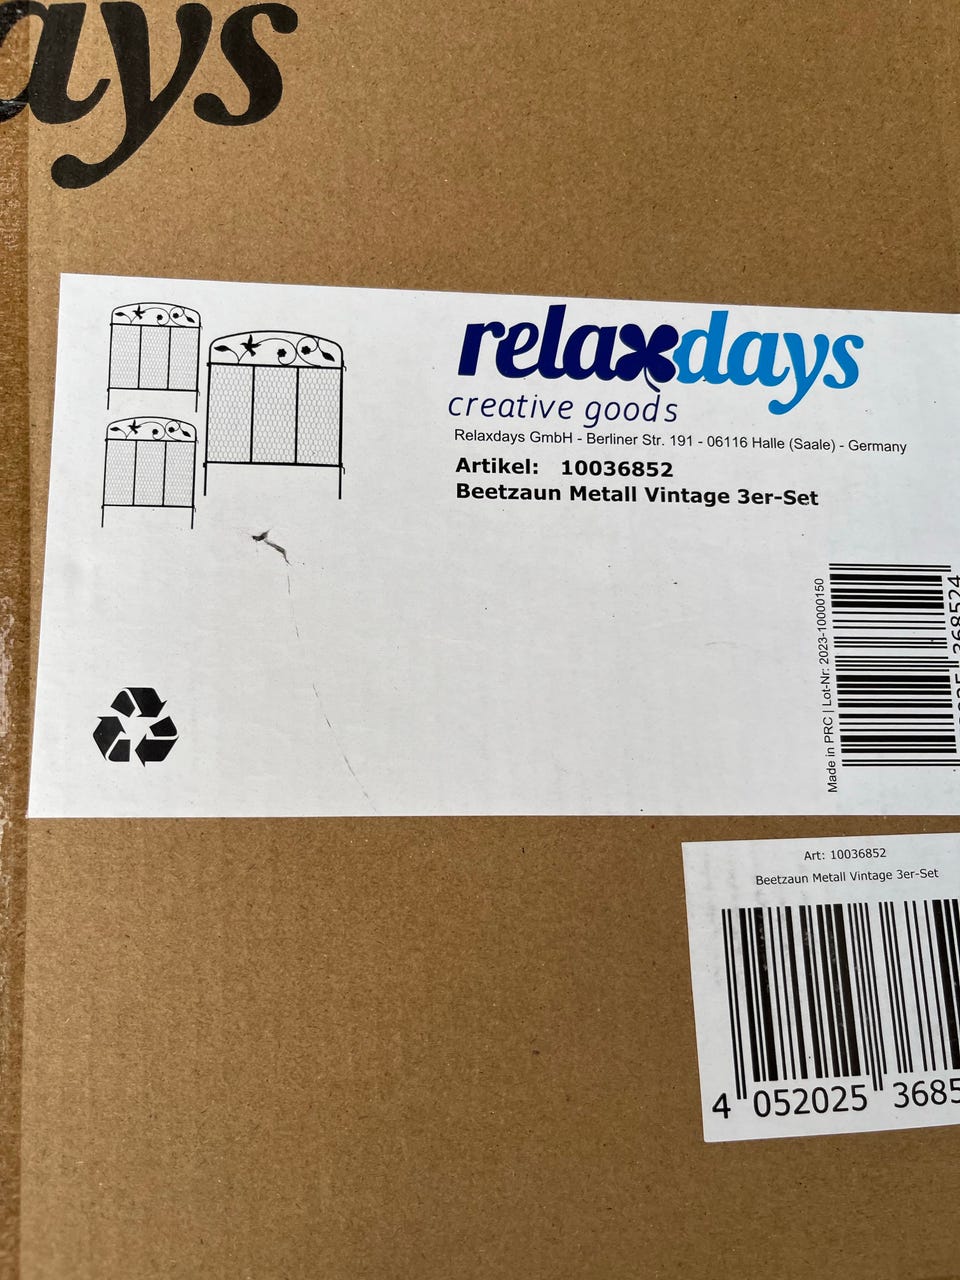 ays
relaxdays
creative goods
Relaxdays GmbH - Berliner Str. 191 - 06116 Halle (Saale) - Germany
Artikel: 10036852
Beetzaun Metall Vintage 3er-Set
Made in PRC | Lot-Nr: 2023-10000150
368524
Art: 10036852
Beetzaun Metall Vintage 3er-Set
4 052025 3685